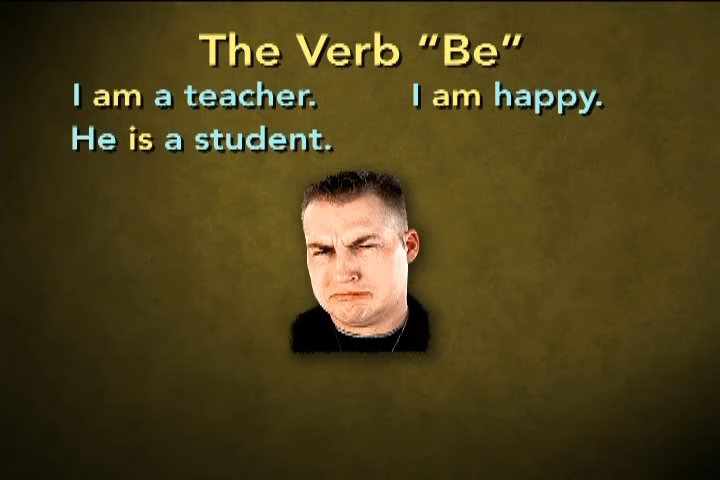 The Verb “Be”
I am a teacher. I am happy.
He is a student.